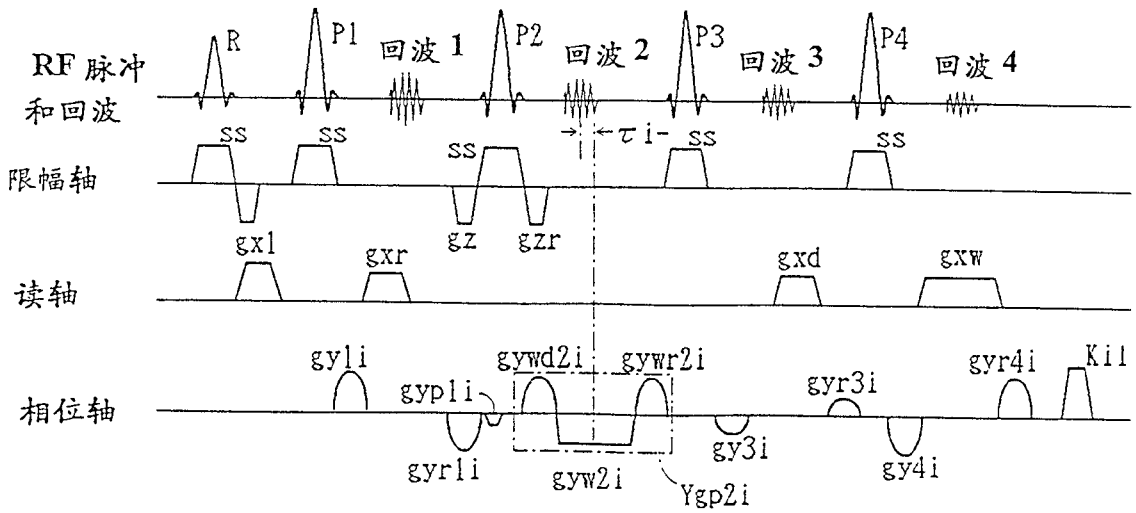 R P1 回波 1 P2 回波 2 P3 回波 3 P4 回波 4
RF 脉冲
和回波
τi-
ss ss ss ss ss
限幅轴
gz gzr
gx1 gxr gxd gxw
读轴
gy1i gywd2i gywr2i gyr3i gyr4i Kil
gyp1i
相位轴
gyr1i gyw2i gy3i gy4i
Ygp2i